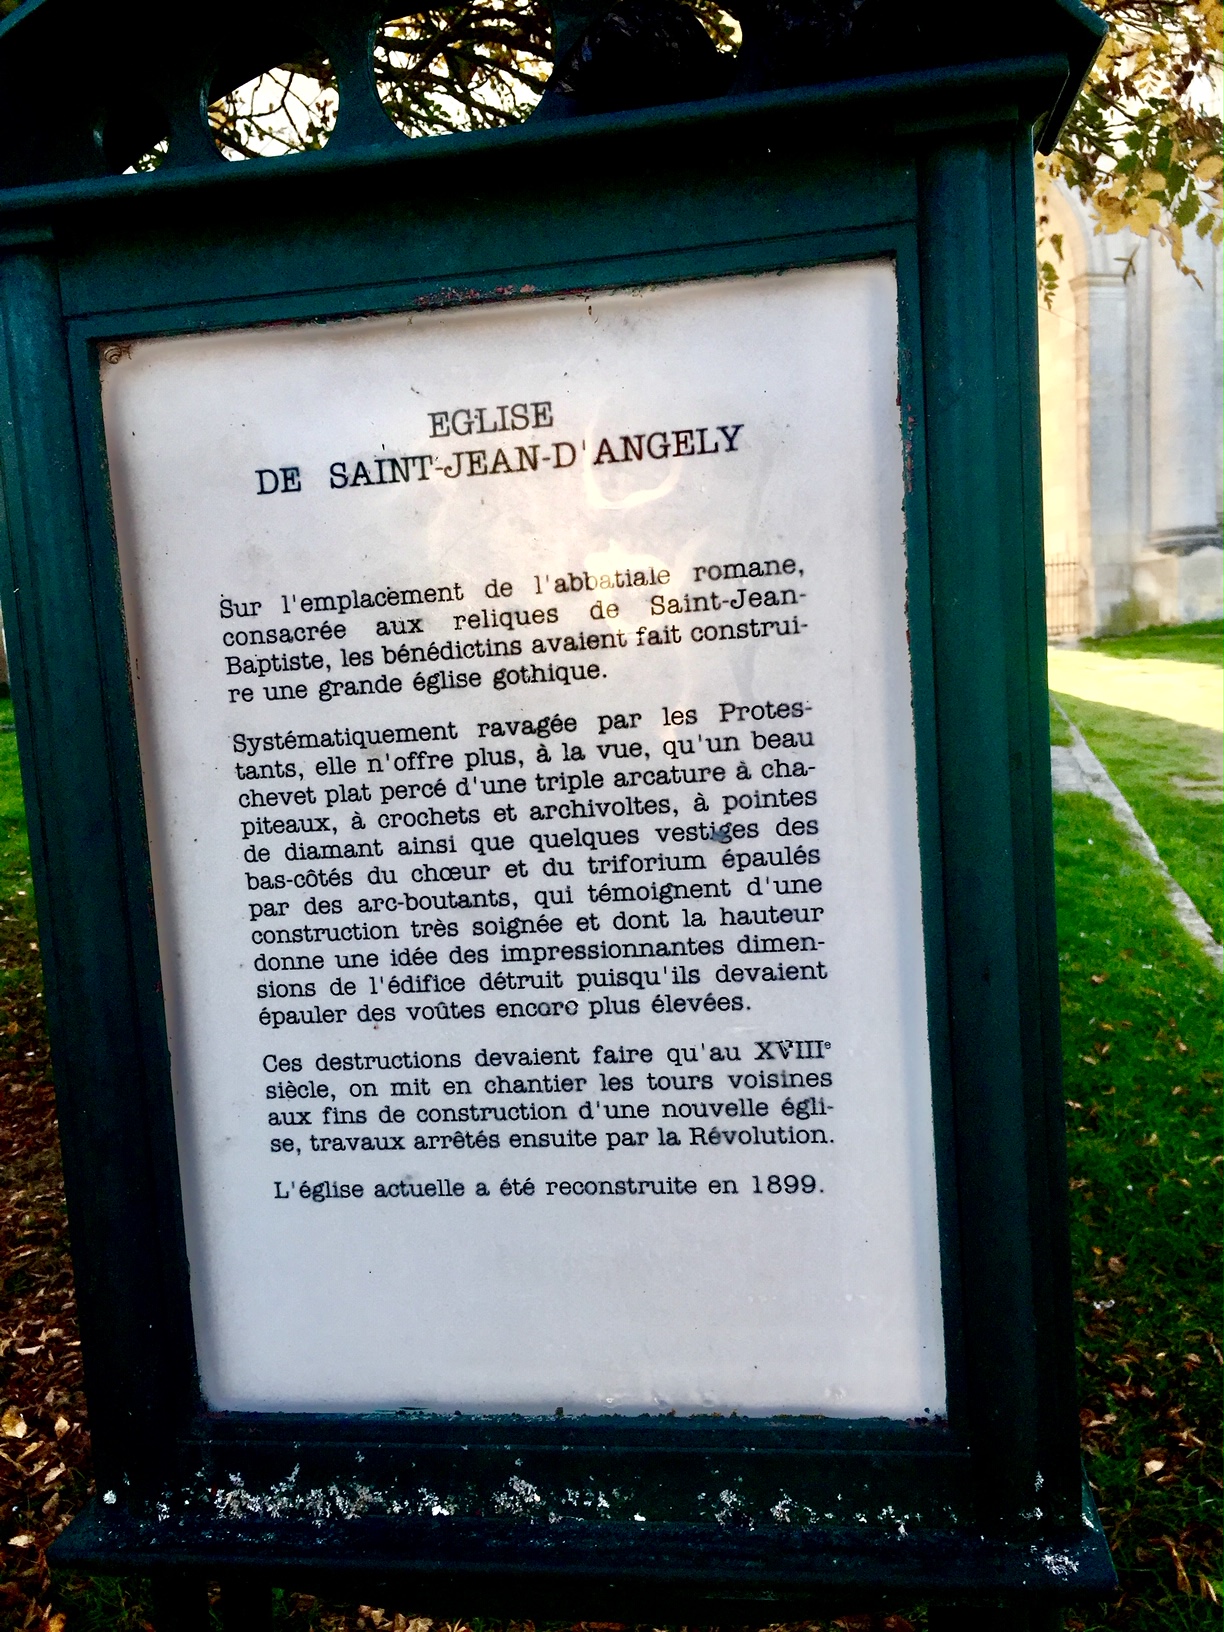 EGLISE
DE SAINT-JEAN-D'ANGELY
Sur l'emplacement de l'abbatiale romane,
consacrée aux reliques de Saint-Jean-
Baptiste, les bénédictins avaient fait construi-
re une grande église gothique.
Systématiquement ravagée par les Protes-
tants, elle n'offre plus, à la vue, qu'un beau
chevet plat percé d'une triple arcature à cha-
piteaux, à crochets et archivoltes, à pointes
de diamant ainsi que quelques vestiges des
bas-côtés du chœur et du triforium épaulés
par des arc-boutants, qui témoignent d'une
construction très soignée et dont la hauteur
donne une idée des impressionnantes dimen-
sions de l'édifice détruit puisqu'ils devaient
épauler des voûtes encore plus élevées.
Ces destructions devaient faire qu'au XVIIIe
siècle, on mit en chantier les tours voisines
aux fins de construction d'une nouvelle égli-
se, travaux arrêtés ensuite par la Révolution.
L'église actuelle a été reconstruite en 1899.